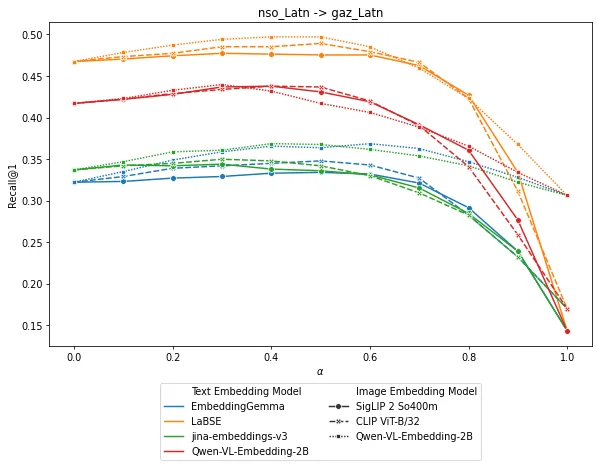 nso_Latn -> gaz_Latn
Recall@1
0.50
0.45
0.40
0.35
0.30
0.25
0.20
0.15
0.0 0.2 0.4 0.6 0.8 1.0
α
Text Embedding Model
EmbeddingGemma
LaBSE
jina-embeddings-v3
Qwen-VL-Embedding-2B
Image Embedding Model
SigLIP 2 So400m
CLIP ViT-B/32
Qwen-VL-Embedding-2B